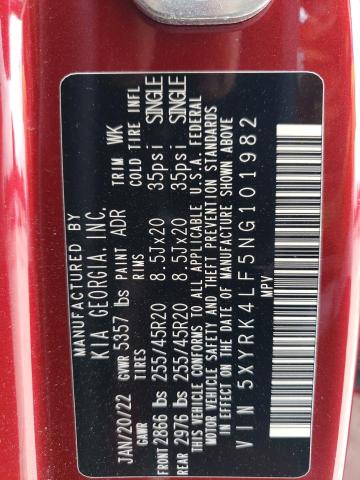 MANUFACTURED BY
KIA GEORGIA, INC.
JAN/20/22 GVWR 5357 lbs PAINT ADR TRIM WK
GAWR TIRES RIMS COLD TIRE INFL
FRONT 2866 lbs 255/45R20 8.5Jx20 35psi SINGLE
REAR 2976 lbs 255/45R20 8.5Jx20 35psi SINGLE
THIS VEHICLE CONFORMS TO ALL APPLICABLE U.S.A. FEDERAL
MOTOR VEHICLE SAFETY AND THEFT PREVENTION STANDARDS
IN EFFECT ON THE DATE OF MANUFACTURE SHOWN ABOVE
VIN 5XYRK4LF5NG101982
MPV